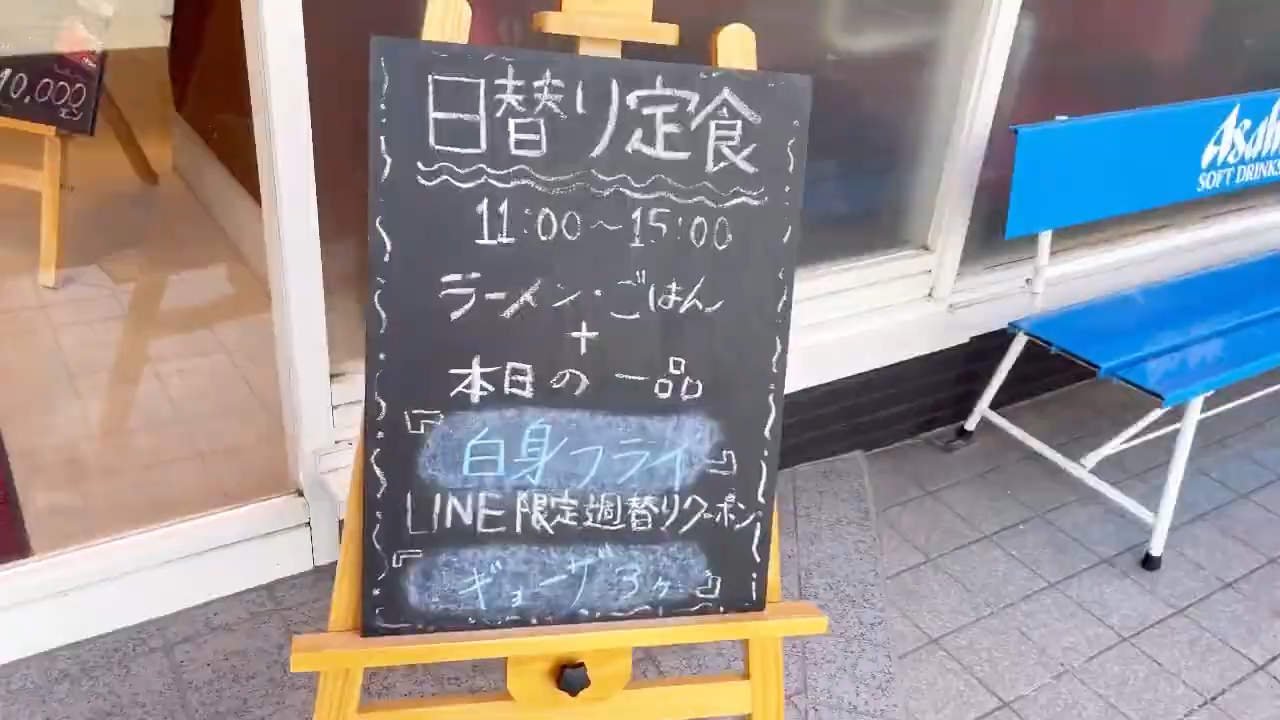 日替り定食
11:00～15:00
ラーメン・ごはん
+
本日の一品
『白身フライ』
LINE限定週替りクーポン
『ギョーザ3ヶ』
10,000
Asahi
SOFT DRINKS